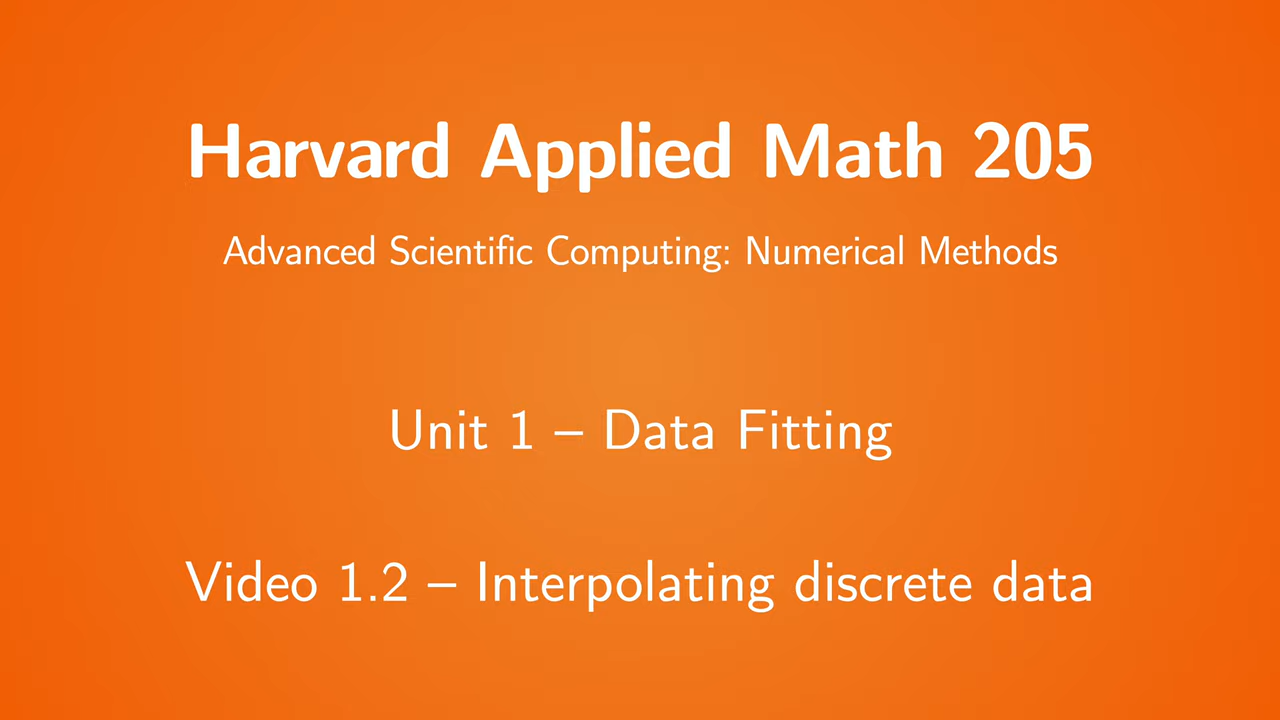 Harvard Applied Math 205
Advanced Scientific Computing: Numerical Methods
Unit 1 – Data Fitting
Video 1.2 – Interpolating discrete data